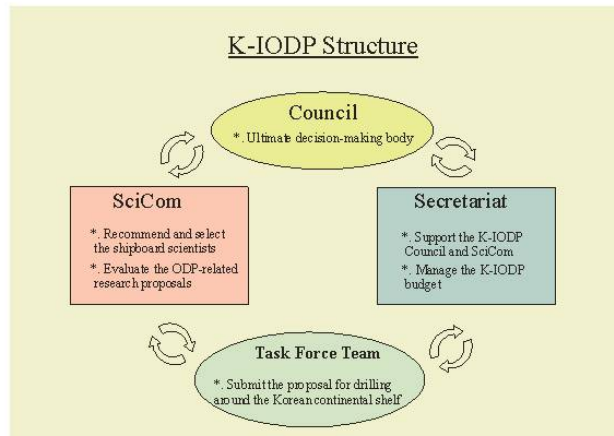 K-IODP Structure
Council
*. Ultimate decision-making body
SciCom
*. Recommend and select
the shipboard scientists
*. Evaluate the ODP-related
research proposals
Secretariat
*. Support the K-IODP
Council and SciCom
*. Manage the K-IODP
budget
Task Force Team
*. Submit the proposal for drilling
around the Korean continental shelf